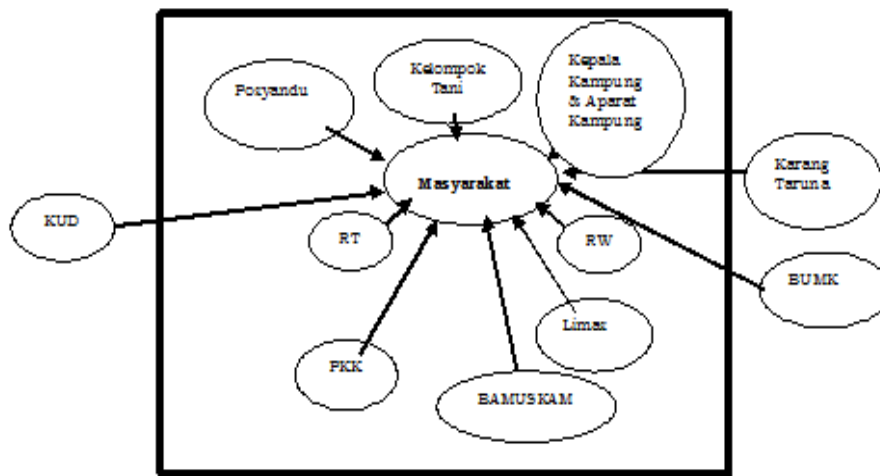 Posyandu
Kelompok
Tani
Kepala
Kampung
& Aparat
Kampung
Karang
Taruna
Masyarakat
KUD
RT
RW
BUMK
Limas
PKK
BAMUSKAM